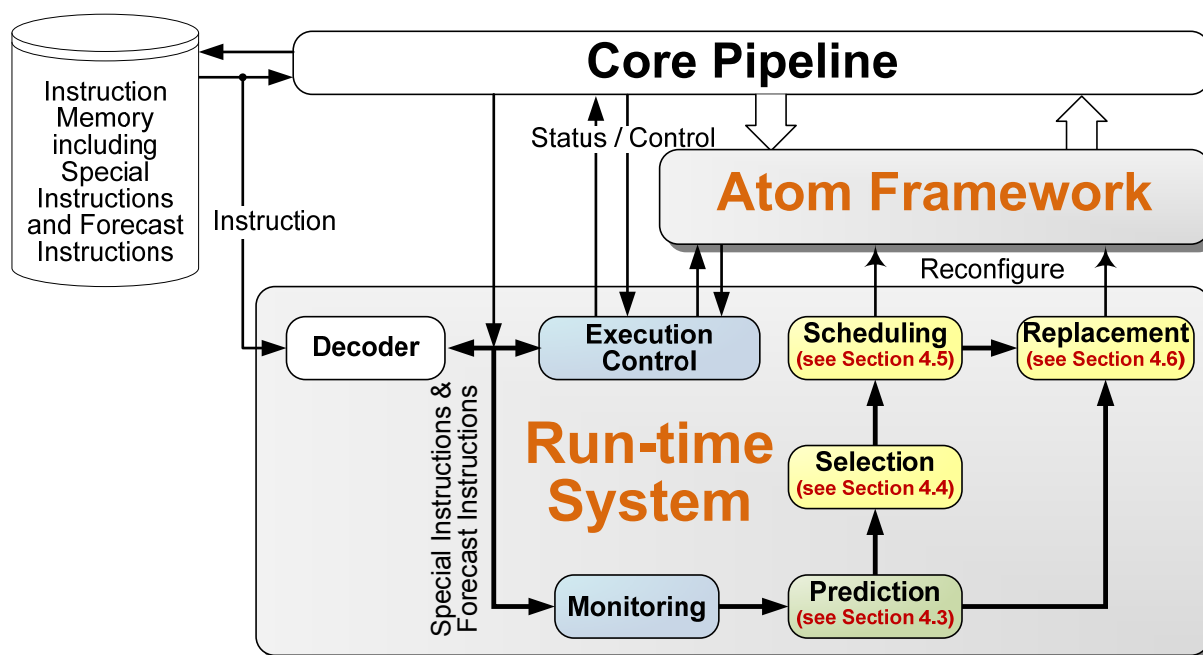 Core Pipeline
Instruction
Memory
including
Special
Instructions
and Forecast
Instructions
Status / Control
Atom Framework
Instruction
Reconfigure
Decoder
Execution
Control
Scheduling
(see Section 4.5)
Replacement
(see Section 4.6)
Special Instructions &
Forecast Instructions
Run-time
System
Selection
(see Section 4.4)
Monitoring
Prediction
(see Section 4.3)